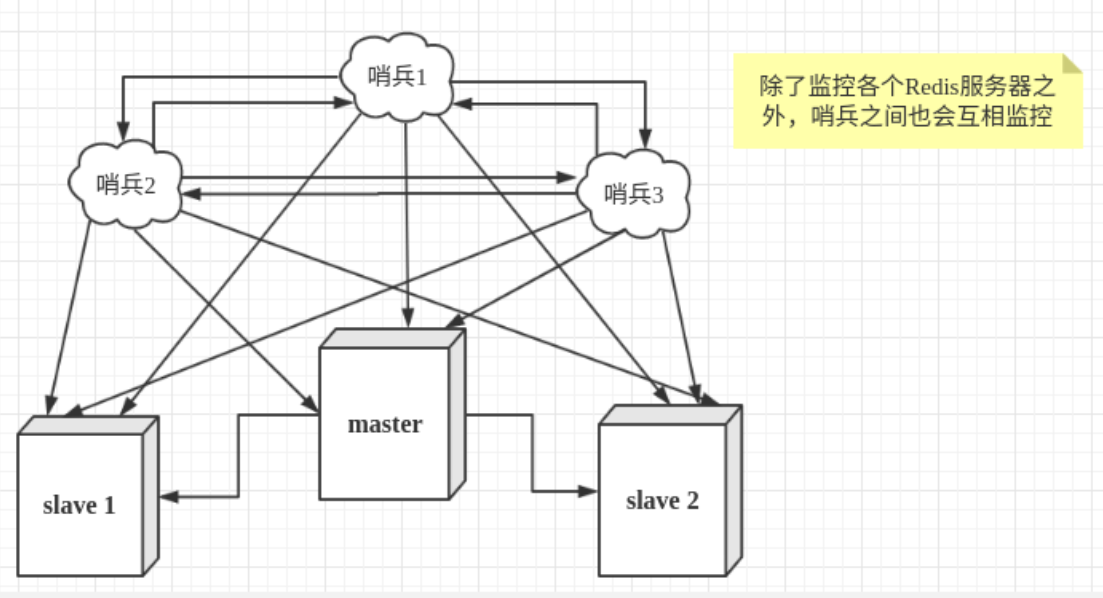 哨兵1
除了监控各个Redis服务器之
外，哨兵之间也会互相监控
哨兵2
哨兵3
master
slave 1
slave 2